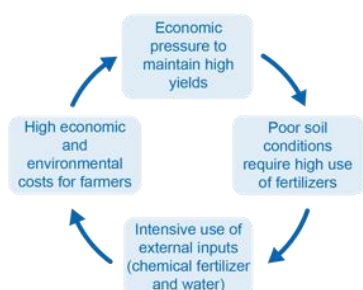 Economic
pressure to
maintain high
yields
Poor soil
conditions
require high use
of fertilizers
Intensive use of
external inputs
(chemical fertilizer
and water)
High economic
and
environmental
costs for farmers